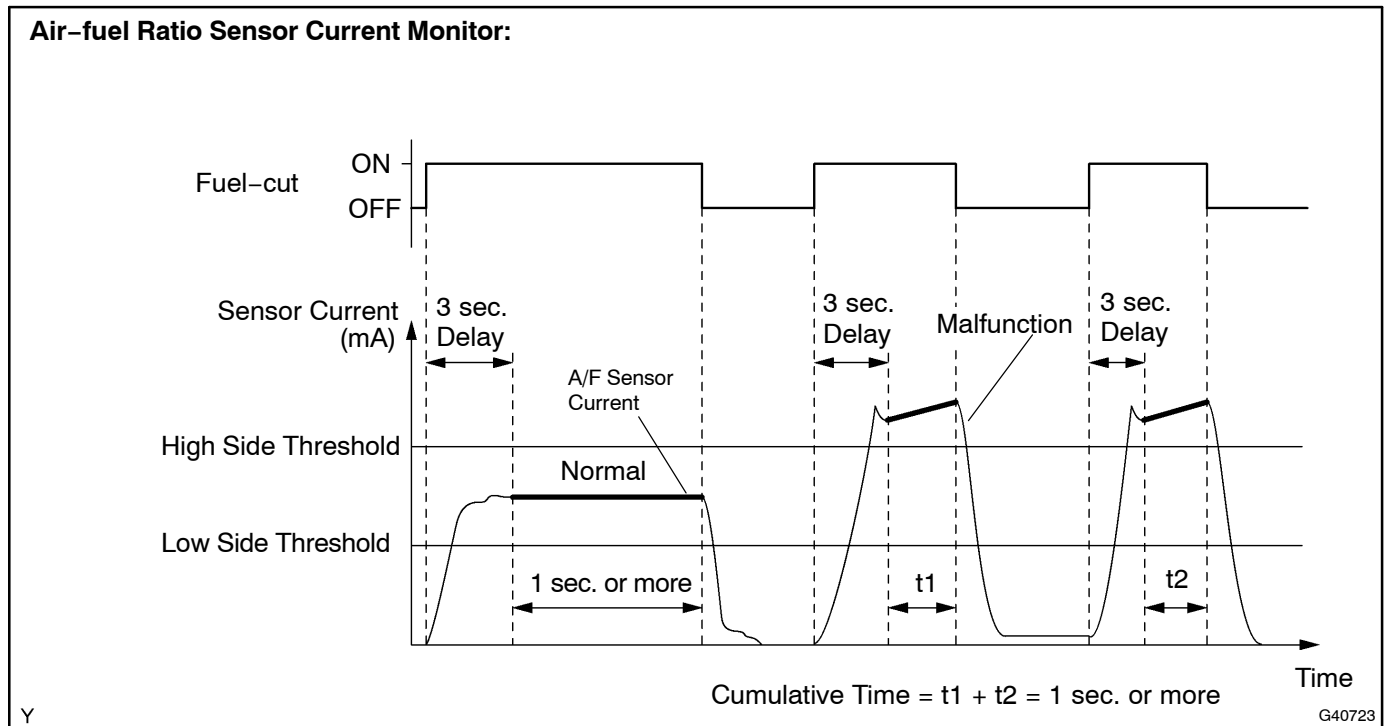 Air–fuel Ratio Sensor Current Monitor:
Fuel–cut
ON
OFF
Sensor Current
(mA)
3 sec.
Delay
3 sec.
Delay
3 sec.
Delay
Malfunction
A/F Sensor
Current
High Side Threshold
Normal
Low Side Threshold
1 sec. or more
t1
t2
Time
Cumulative Time = t1 + t2 = 1 sec. or more
Y
G40723